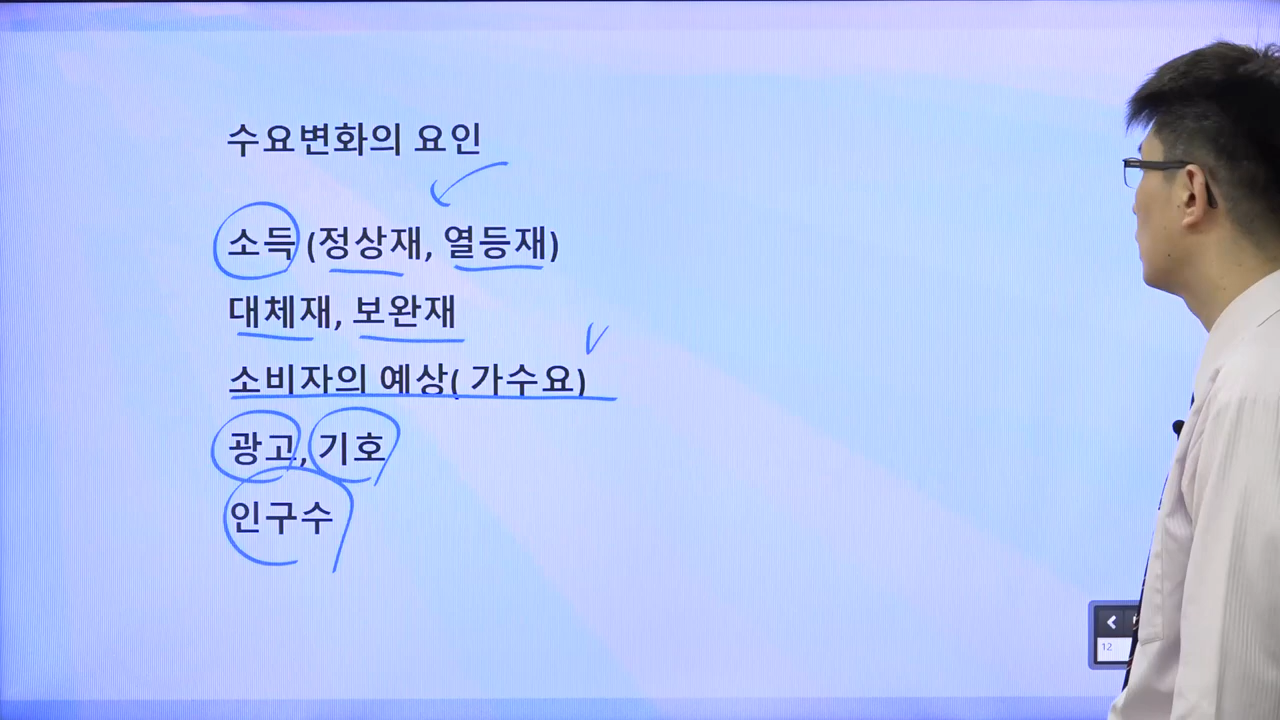 수요변화의 요인
소득 (정상재, 열등재)
대체재, 보완재
소비자의 예상( 가수요)
광고, 기호
인구수
12